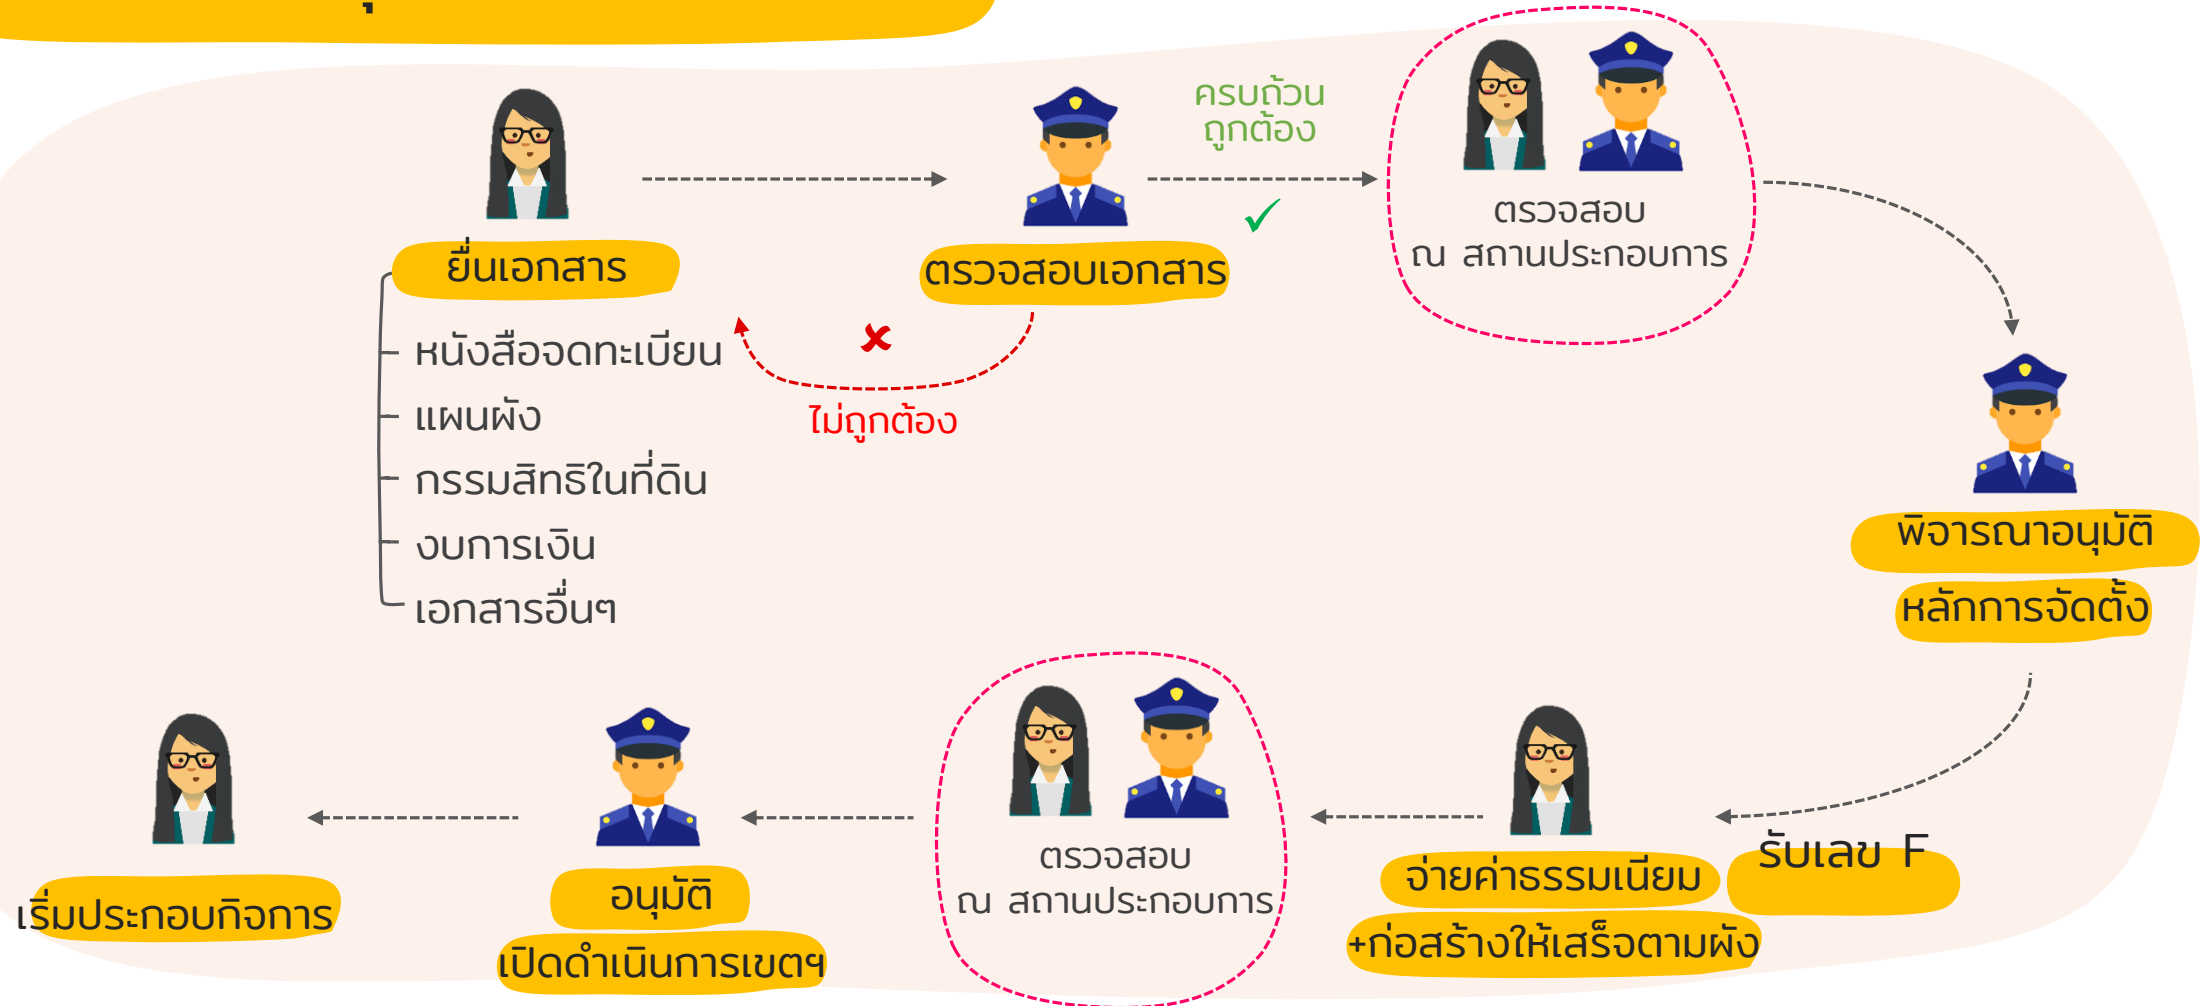 ครบถ้วน
ถูกต้อง
ตรวจสอบ
ณ สถานประกอบการ
ยื่นเอกสาร
ตรวจสอบเอกสาร
หนังสือจดทะเบียน
แผนผัง
กรรมสิทธิในที่ดิน
งบการเงิน
เอกสารอื่นๆ
ไม่ถูกต้อง
พิจารณาอนุมัติ
หลักการจัดตั้ง
รับเลข F
จ่ายค่าธรรมเนียม
+ก่อสร้างให้เสร็จตามผัง
ตรวจสอบ
ณ สถานประกอบการ
อนุมัติ
เปิดดำเนินการเขตฯ
เริ่มประกอบกิจการ